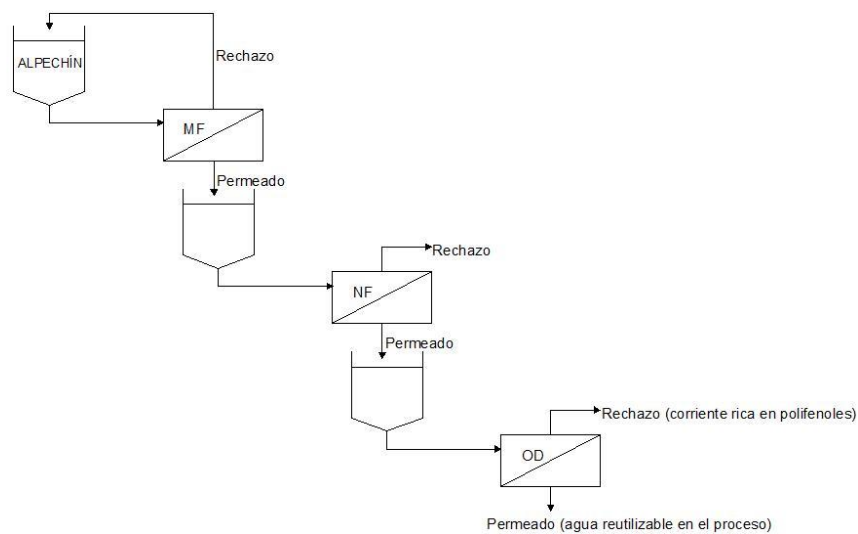 Rechazo
ALPECHÍN
MF
Permeado
Rechazo
NF
Permeado
Rechazo (corriente rica en polifenoles)
OD
Permeado (agua reutilizable en el proceso)